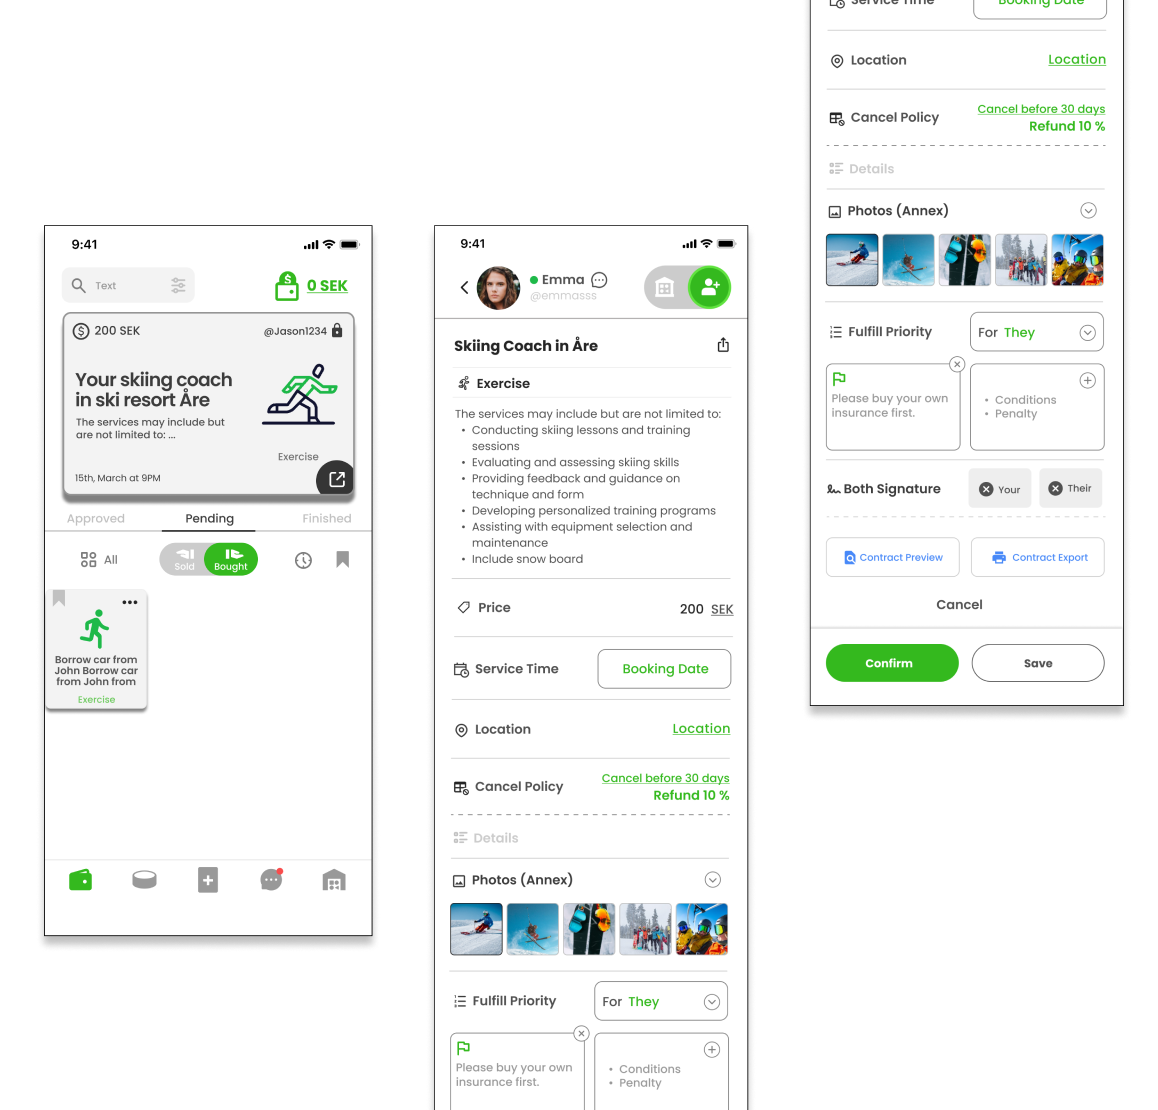 9:41
Text
0 SEK
200 SEK
@Jason1234
Your skiing coach
in ski resort Åre
The services may include but
are not limited to: ...
Exercise
15th, March at 9PM
Approved
Pending
Finished
All
Sold
Bought
Borrow car from
John Borrow car
from John from
Exercise
9:41
Emma
@emmasss
Skiing Coach in Åre
Exercise
The services may include but are not limited to:
• Conducting skiing lessons and training
sessions
• Evaluating and assessing skiing skills
• Providing feedback and guidance on
technique and form
• Developing personalized training programs
• Assisting with equipment selection and
maintenance
• Include snow board
Price
200 SEK
Service Time
Booking Date
Location
Location
Cancel Policy
Cancel before 30 days
Refund 10 %
Details
Photos (Annex)
Fulfill Priority
For They
Please buy your own
insurance first.
• Conditions
• Penalty
Service Time
Booking Date
Location
Location
Cancel Policy
Cancel before 30 days
Refund 10 %
Details
Photos (Annex)
Fulfill Priority
For They
Please buy your own
insurance first.
• Conditions
• Penalty
Both Signature
Your
Their
Contract Preview
Contract Export
Cancel
Confirm
Save